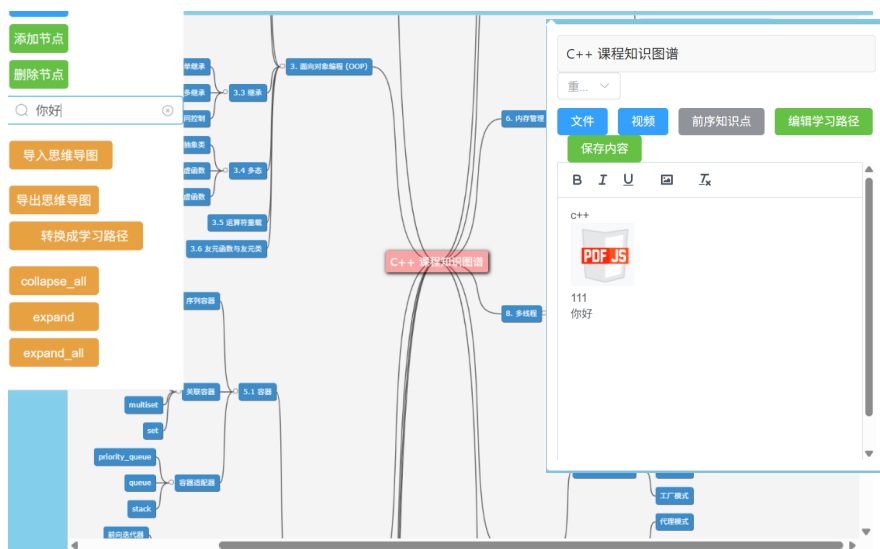 添加节点
删除节点
你好
导入思维导图
导出思维导图
转换成学习路径
collapse_all
expand
expand_all
单继承
多继承
问控制
3.3 继承
3. 面向对象编程 (OOP)
抽象类
虚函数
虚函数
3.4 多态
3.5 运算符重载
3.6 友元函数与友元类
序列容器
关联容器
5.1 容器
multiset
set
priority_queue
queue
stack
容器适配器
前向迭代器
C++ 课程知识图谱
6. 内存管理
8. 多线程
工厂模式
代理模式
C++ 课程知识图谱
重...
文件
视频
前序知识点
编辑学习路径
保存内容
B I U
c++
PDF JS
111
你好